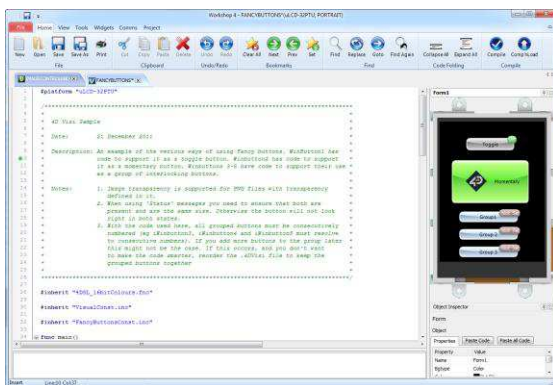 Workshop 4 - FANCYBUTTONS*(uLCD-32PTU, PORTRAIT)
File Home View Tools Widgets Comms Project
New Open Save Save As Print Cut Copy Paste Delete Undo Redo Clear All Next Prev Set Find Replace Goto Find Again Collapse All Expand All Compile CompNLoad
File Clipboard Undo/Redo Bookmarks Find Code Folding Compile
FANCYBUTTONS*
#platform "uLCD-32PTU"
4D Visi Sample
Date: December 2011
Description: An example of the various ways of using Fancy buttons. Winbutton1 has
code to support it as a toggle button. Winbutton2 has code to support
it as a momentary button. Winbuttons 3-5 have code to support their use
as a group of interlocking buttons.
Notes: 1. Image transparency is supported for PNG files with transparency
defined in it.
2. When using 'Status' messages you need to ensure that both are
present and are the same size. Otherwise the button will not look
right in both states.
3. With the code used here, all grouped buttons must be consecutively
numbered (eg iWinbutton3, iWinbutton4 and iWinbutton5 must resolve
to consecutive numbers). If you add more buttons to the group later
this might not be the case. If this occurs, and you don't want
to make the code smarter, reorder the .4DVisi file to keep the
grouped buttons together
#inherit "4DGL_16bitColours.fnc"
#inherit "VisualConst.inc"
#inherit "FancyButtonsConst.inc"
func main()
Form1
Toggle
4D Momentary
Group1
Group 2
Group 3
Object Inspector
Form
Object
Properties Paste Code Paste all Code
Property Value
Name Form1
Bgtype Color
Insert Line:10 Col:37